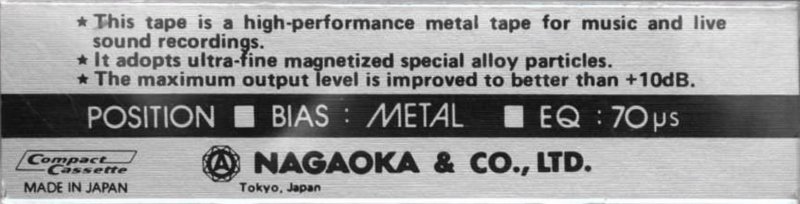 ★ This tape is a high-performance metal tape for music and live
sound recordings.
★ It adopts ultra-fine magnetized special alloy particles.
★ The maximum output level is improved to better than +10dB.
POSITION ■ BIAS : METAL ■ EQ : 70 µs
Compact
Cassette
MADE IN JAPAN
A NAGAOKA & CO., LTD.
Tokyo, Japan